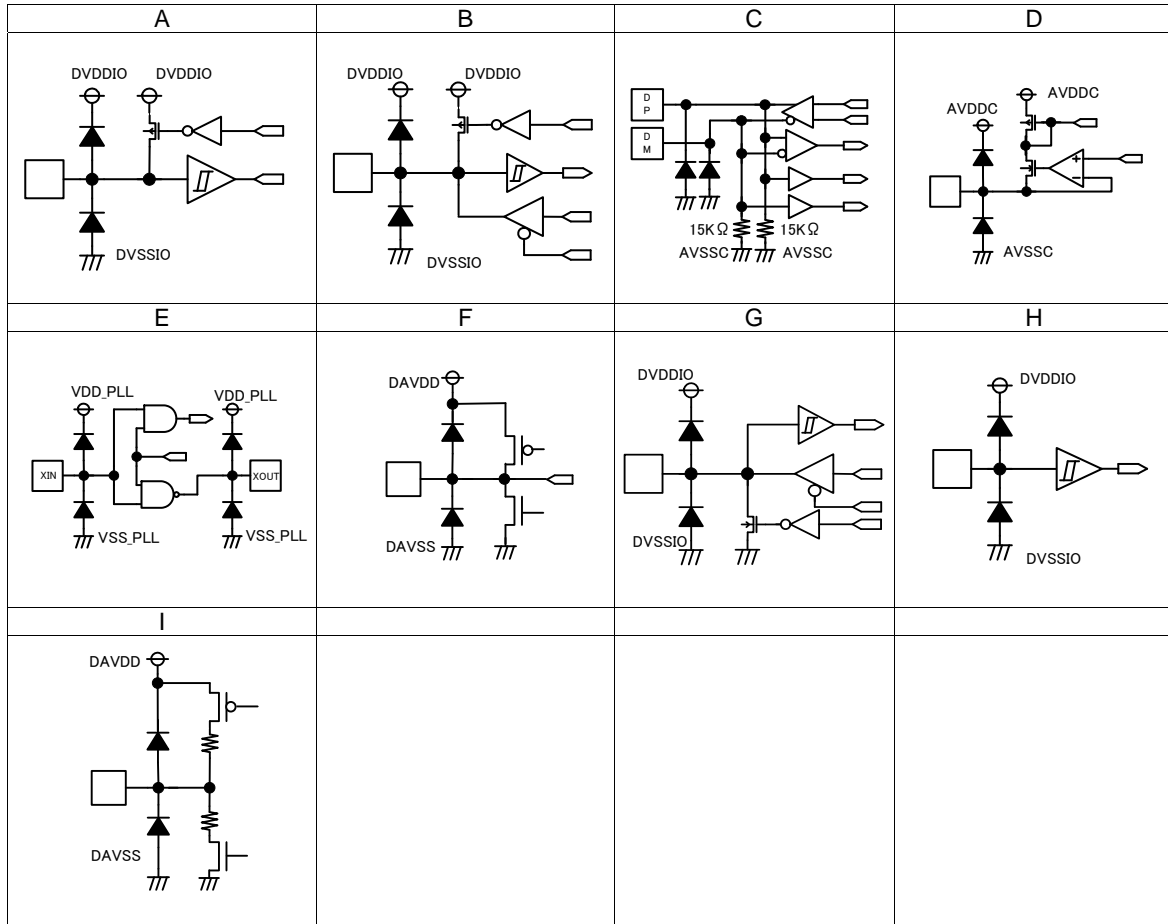 A
B
C
D
DVDDIO
DVDDIO
DVSSIO
DVDDIO
DVDDIO
DVSSIO
D
P
D
M
15KΩ
15KΩ
AVSSC
AVSSC
AVDDC
AVDDC
+
−
AVSSC
E
F
G
H
VDD_PLL
VDD_PLL
XIN
XOUT
VSS_PLL
VSS_PLL
DAVDD
DAVSS
DVDDIO
DVSSIO
DVDDIO
DVSSIO
I
DAVDD
DAVSS